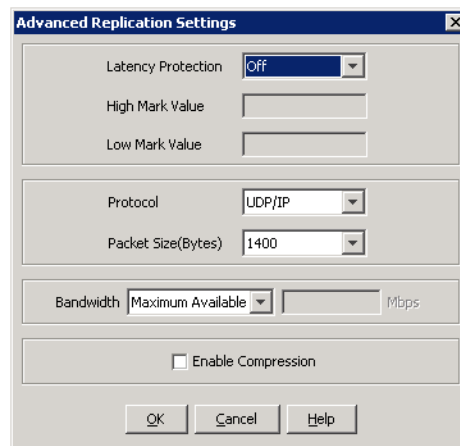 Advanced Replication Settings
Latency Protection Off
High Mark Value
Low Mark Value
Protocol UDP/IP
Packet Size(Bytes) 1400
Bandwidth Maximum Available Mbps
Enable Compression
OK Cancel Help